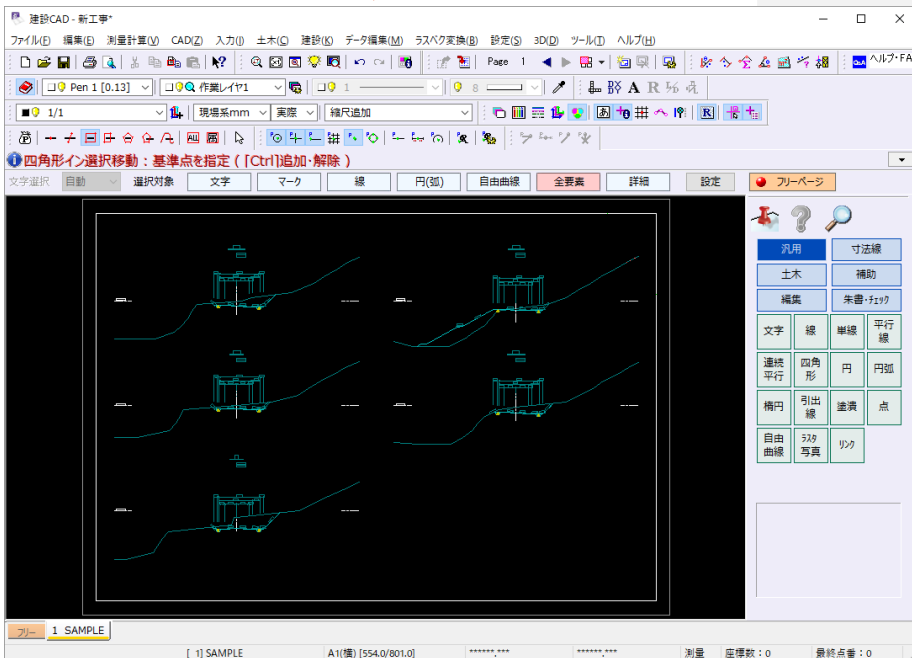 建設CAD - 新工事*
ファイル(F) 編集(E) 測量計算(V) CAD(Z) 入力(I) 土木(C) 建設(K) データ編集(M) ラスベク変換(B) 設定(S) 3D(D) ツール(T) ヘルプ(H)
Page 1
ヘルプ・FA
Pen 1 [0.13] 作業レイヤ1 1 8
1/1 現場系mm 実際 縮尺追加
四角形イン選択移動：基準点を指定 ( [Ctrl]追加・解除 )
文字選択 自動 選択対象 文字 マーク 線 円(弧) 自由曲線 全要素 詳細 設定 フリーページ
汎用 寸法線
土木 補助
編集 朱書・チェック
文字 線 単線 平行線
連続平行 四角形 円 円弧
楕円 引出線 塗潰 点
自由曲線 ラスタ写真 リンク
フリー 1 SAMPLE
[ 1] SAMPLE A1(横) [554.0/801.0] ******.*** ******.*** 測量 座標数：0 最終点番：0